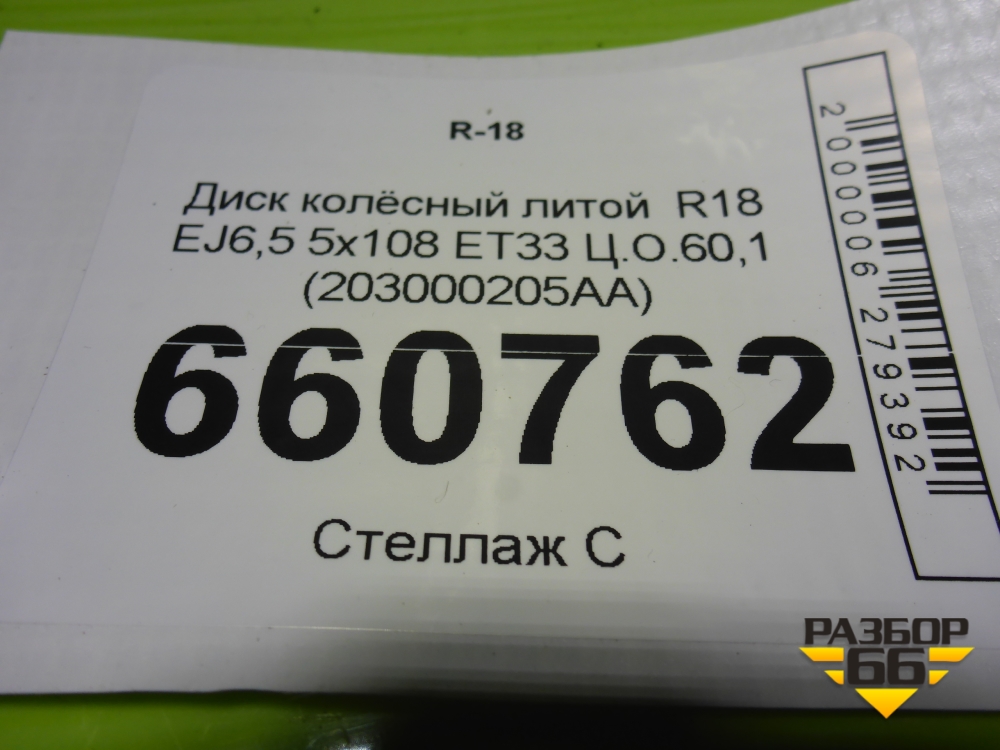 R-18
Диск колёсный литой R18
EJ6,5 5x108 ET33 Ц.О.60,1
(203000205AA)
660762
Стеллаж С
2000006279392
РАЗБОР
66